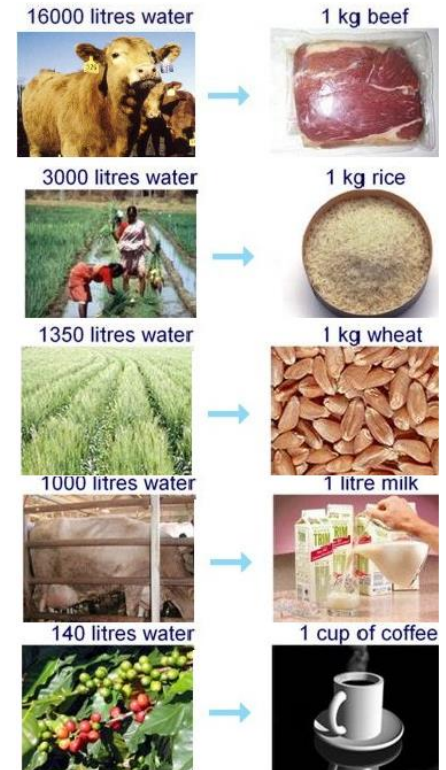 16000 litres water
1 kg beef
3000 litres water
1 kg rice
1350 litres water
1 kg wheat
1000 litres water
1 litre milk
TRIM
140 litres water
1 cup of coffee